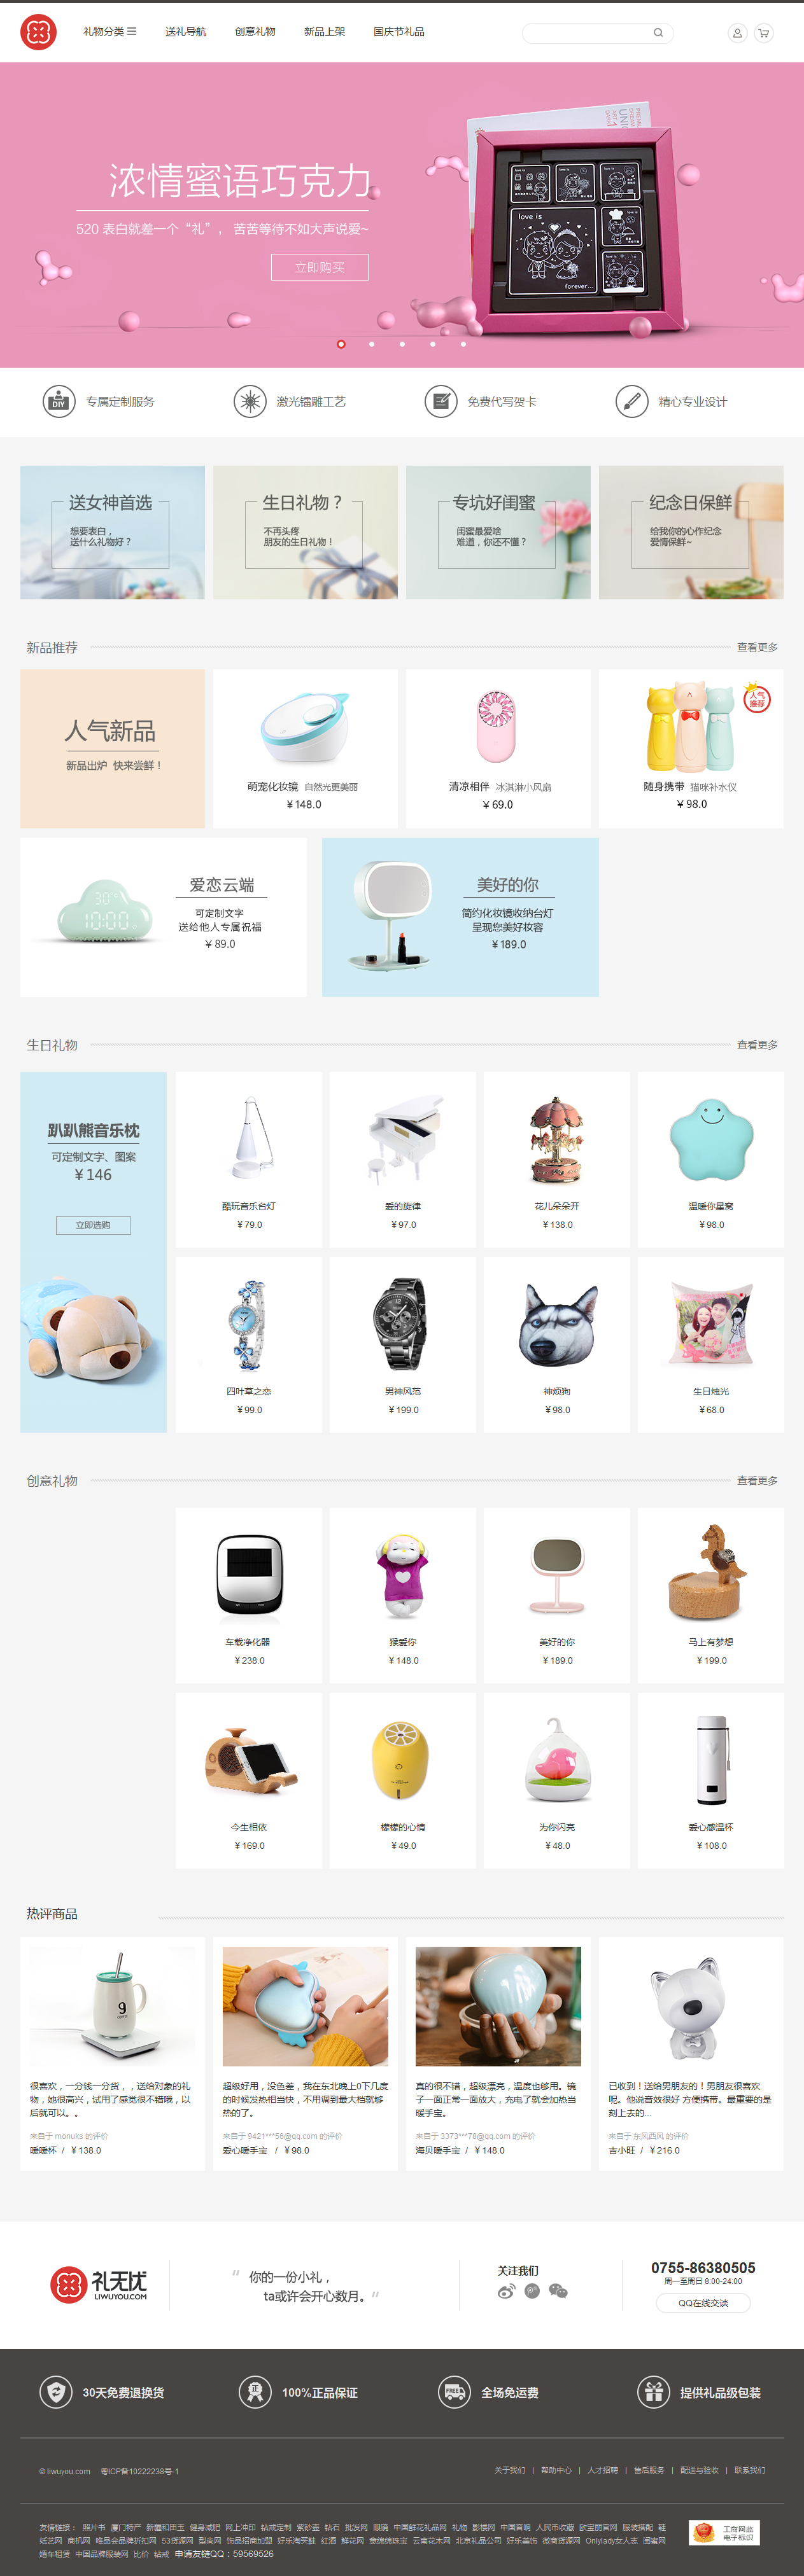 礼物分类 送礼导航 创意礼物 新品上架 国庆节礼品
浓情蜜语巧克力
520 表白就差一个“礼”， 苦苦等待不如大声说爱~
立即购买
love is
forever...
DIY 专属定制服务
激光镭雕工艺
免费代写贺卡
精心专业设计
送女神首选
想要表白，
送什么礼物好？
生日礼物？
不再头疼
朋友的生日礼物！
专坑好闺蜜
闺蜜最爱啥
难道，你还不懂？
纪念日保鲜
给我你的心作纪念
爱情保鲜~
新品推荐
查看更多
人气新品
新品出炉 快来尝鲜！
萌宠化妆镜 自然光更美丽
¥148.0
清凉相伴 冰淇淋小风扇
¥69.0
人气
推荐
随身携带 猫咪补水仪
¥98.0
爱恋云端
可定制文字
送给他人专属祝福
¥89.0
美好的你
简约化妆镜收纳台灯
呈现您美好妆容
¥189.0
生日礼物
查看更多
趴趴熊音乐枕
可定制文字、图案
¥146
立即选购
酷玩音乐台灯
¥79.0
爱的旋律
¥97.0
花儿朵朵开
¥138.0
温暖你星窝
¥98.0
四叶草之恋
¥99.0
男神风范
¥199.0
神烦狗
¥98.0
生日烛光
¥68.0
创意礼物
查看更多
车载净化器
¥238.0
猴爱你
¥148.0
美好的你
¥189.0
马上有梦想
¥199.0
今生相依
¥169.0
檬檬的心情
¥49.0
为你闪亮
¥48.0
爱心感温杯
¥108.0
热评商品
很喜欢，一分钱一分货，，送给对象的礼
物，她很高兴，试用了感觉很不错哦，以
后就可以。。
来自于 monuks 的评价
暖暖杯 / ¥138.0
超级好用，没色差，我在东北晚上0下几度
的时候发热相当快，不用调到最大档就够
热的了。
来自于 9421***56@qq.com 的评价
爱心暖手宝 / ¥98.0
真的很不错，超级漂亮，温度也够用。镜
子一面正常一面放大，充电了就会加热当
暖手宝。
来自于 3373***78@qq.com 的评价
海贝暖手宝 / ¥148.0
已收到！送给男朋友的！男朋友很喜欢
呢。他说音效很好 方便携带。最重要的是
刻上去的...
来自于 东风西风 的评价
吉小旺 / ¥216.0
礼无忧
LIWUYOU.COM
“ 你的一份小礼，
ta或许会开心数月。”
关注我们
0755-86380505
周一至周日 8:00-24:00
QQ在线交谈
30天免费退换货
正 100%正品保证
FREE 全场免运费
提供礼品级包装
© liwuyou.com 粤ICP备10222238号-1
关于我们 | 帮助中心 | 人才招聘 | 售后服务 | 配送与验收 | 联系我们
友情链接： 照片书 厦门特产 新疆和田玉 健身减肥 网上冲印 钻戒定制 紫砂壶 钻石 批发网 眼镜 中国鲜花礼品网 礼物 影楼网 中国音响 人民币收藏 欧宝丽官网 服装搭配 鞋
纸艺网 商机网 唯品会品牌折扣网 53货源网 型尚网 饰品招商加盟 好乐淘买鞋 红酒 鲜花网 意绵绵珠宝 云南花木网 北京礼品公司 好乐美饰 微商货源网 Onlylady女人志 闺蜜网
婚车租赁 中国品牌服装网 比价 钻戒 申请友链QQ：59569526
工商网监
电子标识